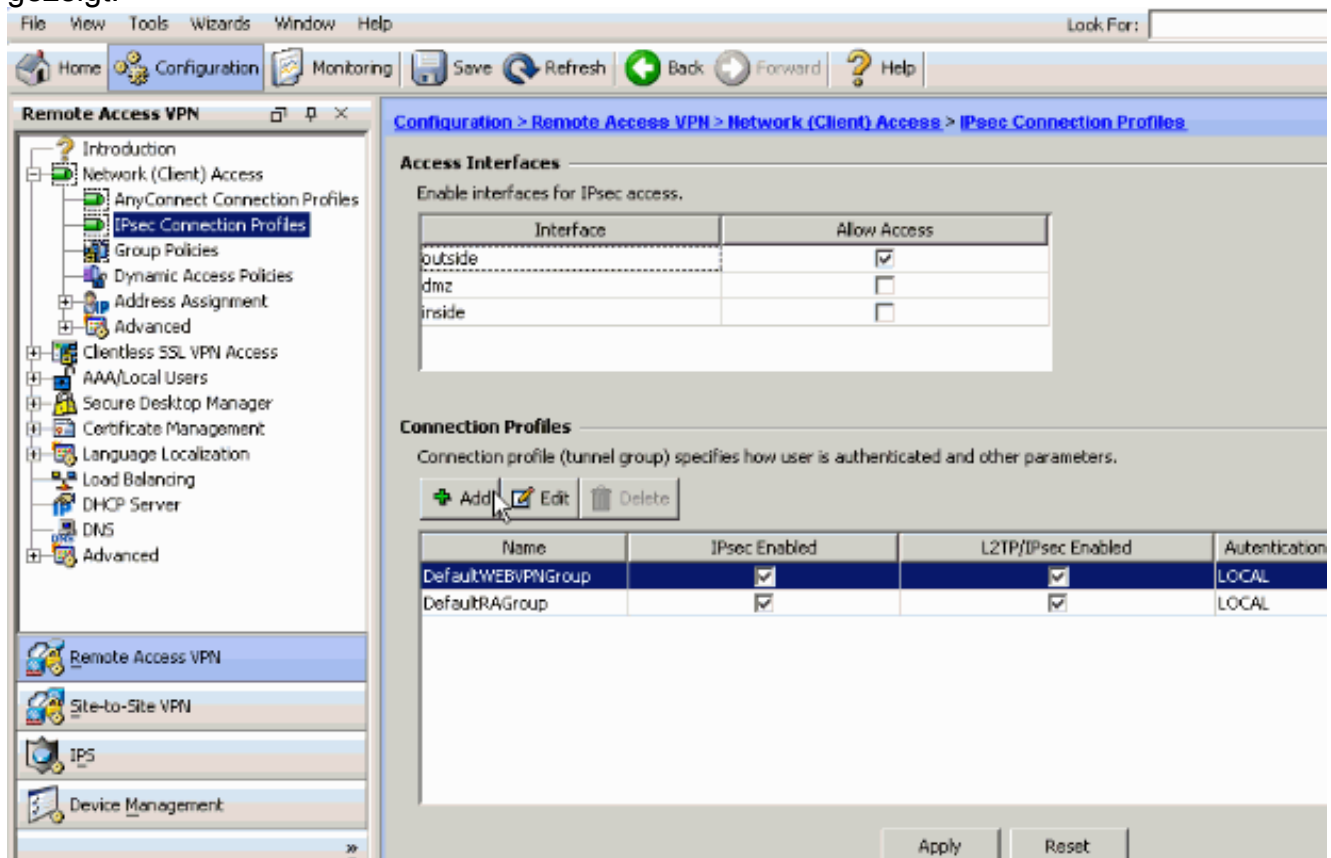 gezeigt.
File View Tools Wizards Window Help Look For:
Home Configuration Monitoring Save Refresh Back Forward Help
Remote Access VPN
Introduction
Network (Client) Access
AnyConnect Connection Profiles
IPsec Connection Profiles
Group Policies
Dynamic Access Policies
Address Assignment
Advanced
Clientless SSL VPN Access
AAA/Local Users
Secure Desktop Manager
Certificate Management
Language Localization
Load Balancing
DHCP Server
DNS
Advanced
Remote Access VPN
Site-to-Site VPN
IPS
Device Management
»
Configuration > Remote Access VPN > Network (Client) Access > IPsec Connection Profiles
Access Interfaces
Enable interfaces for IPsec access.
Interface Allow Access
outside
dmz
inside
Connection Profiles
Connection profile (tunnel group) specifies how user is authenticated and other parameters.
Add Edit Delete
Name IPsec Enabled L2TP/IPsec Enabled Autentication
DefaultWEBVPNGroup LOCAL
DefaultRAGroup LOCAL
Apply Reset